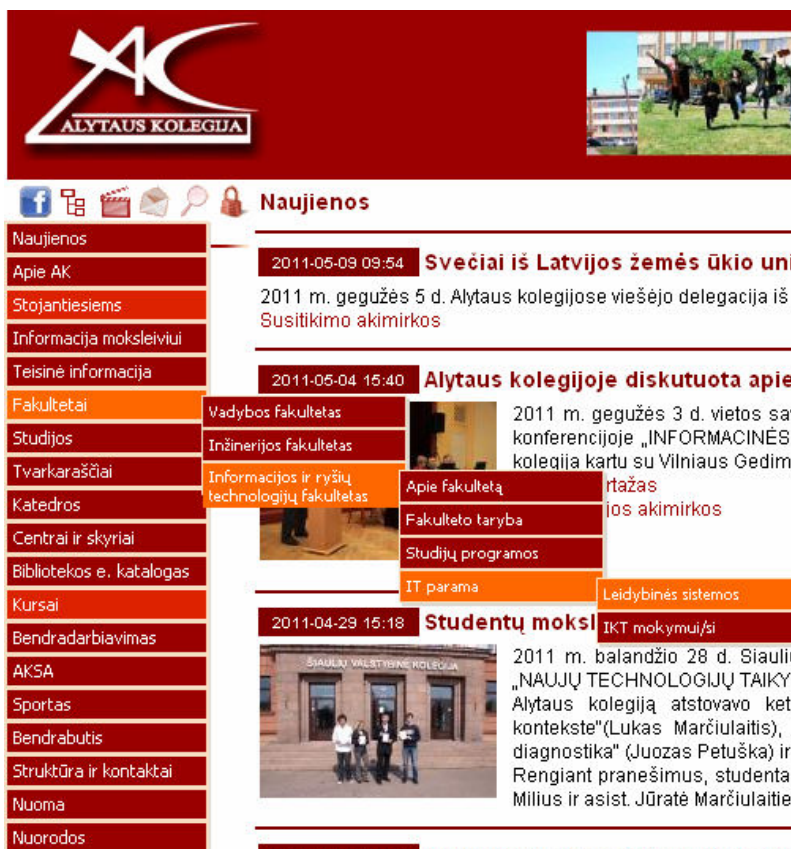 ALYTAUS KOLEGIJA
Naujienos
Naujienos
Apie AK
Stojantiesiems
Informacija moksleiviui
Teisinė informacija
Fakultetai
Studijos
Tvarkaraščiai
Katedros
Centrai ir skyriai
Bibliotekos e. katalogas
Kursai
Bendradarbiavimas
AKSA
Sportas
Bendrabutis
Struktūra ir kontaktai
Nuoma
Nuorodos
Vadybos fakultetas
Inžinerijos fakultetas
Informacijos ir ryšių
technologijų fakultetas
Apie fakultetą
Fakulteto taryba
Studijų programos
IT parama
Leidybinės sistemos
IKT mokymui/si
2011-05-09 09:54 Svečiai iš Latvijos žemės ūkio uni
2011 m. gegužės 5 d. Alytaus kolegijose viešėjo delegacija iš
Susitikimo akimirkos
2011-05-04 15:40 Alytaus kolegijoje diskutuota apie
2011 m. gegužės 3 d. vietos sav
konferencijoje „INFORMACINĖS
kolegija kartu su Vilniaus Gedim
rtažas
jos akimirkos
2011-04-29 15:18 Studentų moksl
ŠIAULIŲ VALSTYBINĖ KOLEGIJA
2011 m. balandžio 28 d. Šiaulių
„NAUJŲ TECHNOLOGIJŲ TAIKY
Alytaus kolegiją atstovavo ket
kontekste"(Lukas Marčiulaitis),
diagnostika" (Juozas Petuška) ir
Rengiant pranešimus, studenta
Milius ir asist. Jūratė Marčiulaitie